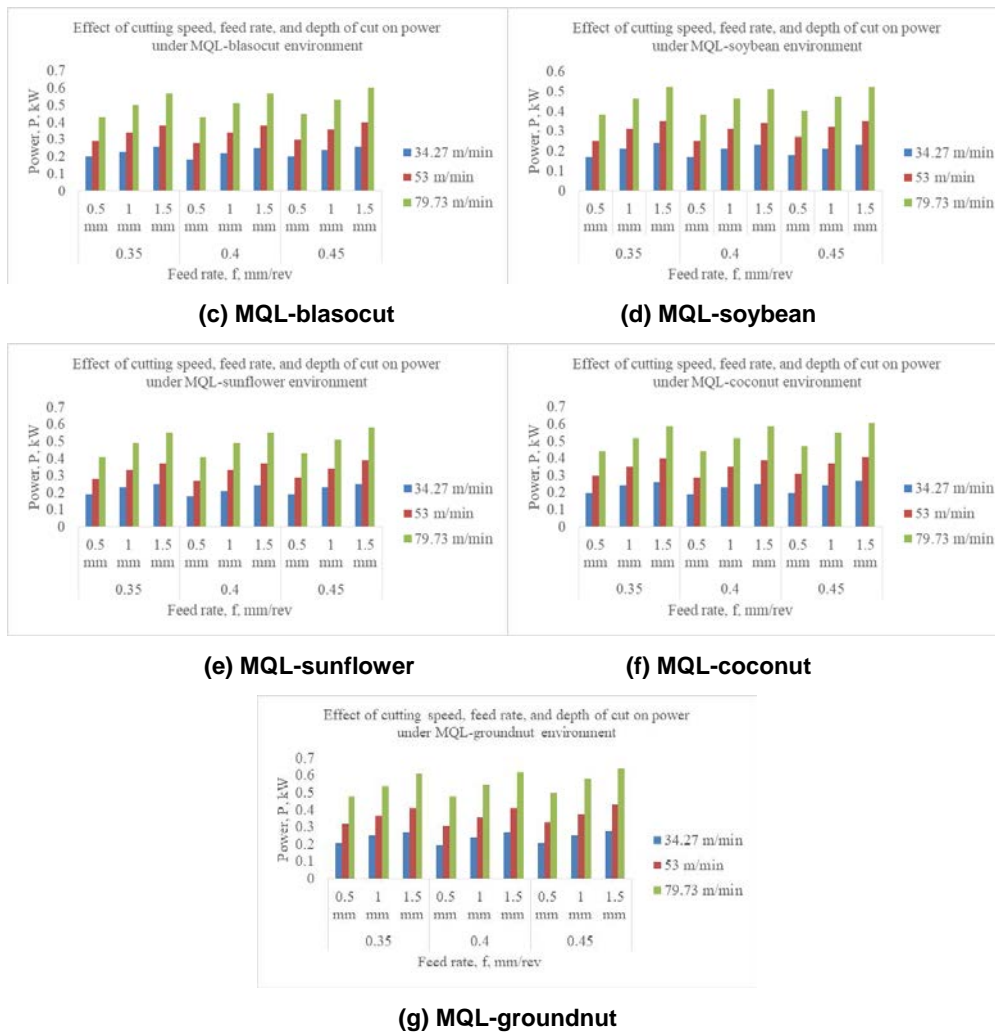 Effect of cutting speed, feed rate, and depth of cut on power
under MQL-blasocut environment
Power, P, kW
0.7
0.6
0.5
0.4
0.3
0.2
0.1
0
0.5 mm 1 mm 1.5 mm 0.5 mm 1 mm 1.5 mm 0.5 mm 1 mm 1.5 mm
0.35 0.4 0.45
Feed rate, f, mm/rev
34.27 m/min
53 m/min
79.73 m/min
(c) MQL-blasocut
Effect of cutting speed, feed rate, and depth of cut on power
under MQL-soybean environment
Power, P, kW
0.6
0.5
0.4
0.3
0.2
0.1
0
0.5 mm 1 mm 1.5 mm 0.5 mm 1 mm 1.5 mm 0.5 mm 1 mm 1.5 mm
0.35 0.4 0.45
Feed rate, f, mm/rev
34.27 m/min
53 m/min
79.73 m/min
(d) MQL-soybean
Effect of cutting speed, feed rate, and depth of cut on power
under MQL-sunflower environment
Power, P, kW
0.7
0.6
0.5
0.4
0.3
0.2
0.1
0
0.5 mm 1 mm 1.5 mm 0.5 mm 1 mm 1.5 mm 0.5 mm 1 mm 1.5 mm
0.35 0.4 0.45
Feed rate, f, mm/rev
34.27 m/min
53 m/min
79.73 m/min
(e) MQL-sunflower
Effect of cutting speed, feed rate, and depth of cut on power
under MQL-coconut environment
Power, P, kW
0.7
0.6
0.5
0.4
0.3
0.2
0.1
0
0.5 mm 1 mm 1.5 mm 0.5 mm 1 mm 1.5 mm 0.5 mm 1 mm 1.5 mm
0.35 0.4 0.45
Feed rate, f, mm/rev
34.27 m/min
53 m/min
79.73 m/min
(f) MQL-coconut
Effect of cutting speed, feed rate, and depth of cut on power
under MQL-groundnut environment
Power, P, kW
0.7
0.6
0.5
0.4
0.3
0.2
0.1
0
0.5 mm 1 mm 1.5 mm 0.5 mm 1 mm 1.5 mm 0.5 mm 1 mm 1.5 mm
0.35 0.4 0.45
Feed rate, f, mm/rev
34.27 m/min
53 m/min
79.73 m/min
(g) MQL-groundnut